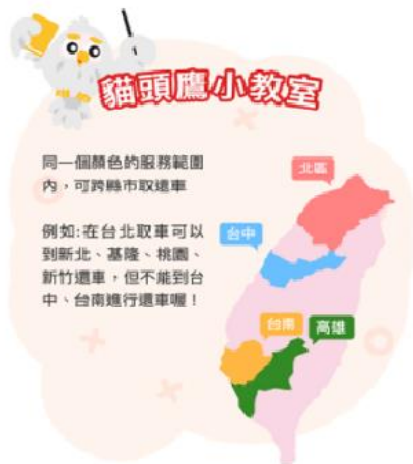 貓頭鷹小教室
同一個顏色的服務範圍
內，可跨縣市取還車
例如:在台北取車可以
到新北、基隆、桃園、
新竹還車，但不能到台
中、台南進行還車喔！
北區
台中
台南
高雄